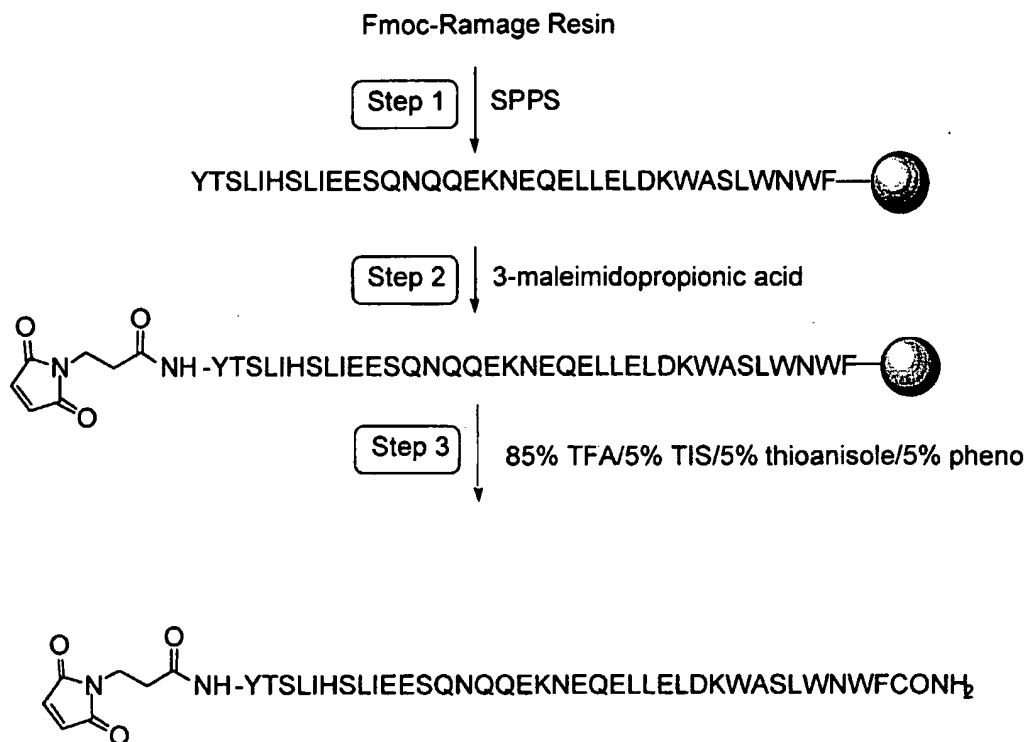 Fmoc-Ramage Resin
Step 1 SPPS
YTSLIHSLIEESQNQQEKNEQELLELDKWASLWNWF
Step 2 3-maleimidopropionic acid
O
O
N
NH-YTSLIHSLIEESQNQQEKNEQELLELDKWASLWNWF
O
Step 3 85% TFA/5% TIS/5% thioanisole/5% pheno
O
O
N
NH-YTSLIHSLIEESQNQQEKNEQELLELDKWASLWNWFCONH2
O